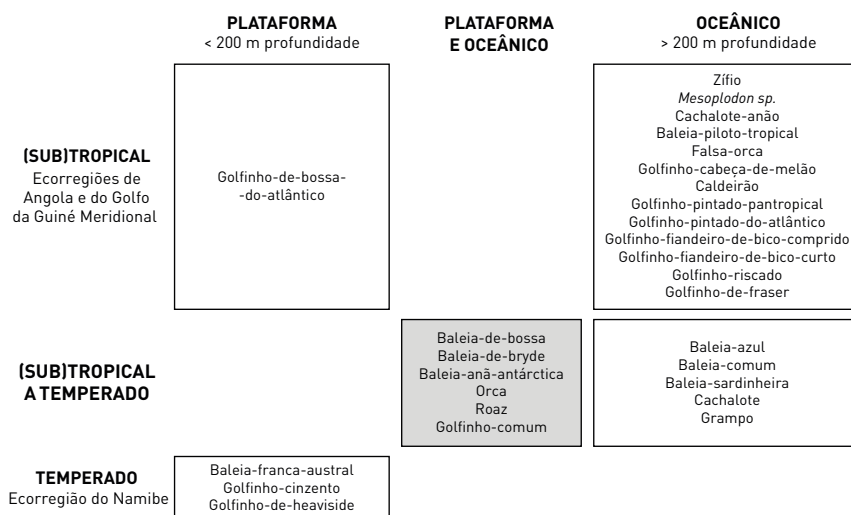 PLATAFORMA
< 200 m profundidade
PLATAFORMA
E OCEÂNICO
OCEÂNICO
> 200 m profundidade
(SUB)TROPICAL
Ecorregiões de
Angola e do Golfo
da Guiné Meridional
Golfinho-de-bossa-
-do-atlântico
Zífio
Mesoplodon sp.
Cachalote-anão
Baleia-piloto-tropical
Falsa-orca
Golfinho-cabeça-de-melão
Caldeirão
Golfinho-pintado-pantropical
Golfinho-pintado-do-atlântico
Golfinho-fiandeiro-de-bico-comprido
Golfinho-fiandeiro-de-bico-curto
Golfinho-riscado
Golfinho-de-fraser
(SUB)TROPICAL
A TEMPERADO
Baleia-de-bossa
Baleia-de-bryde
Baleia-anã-antárctica
Orca
Roaz
Golfinho-comum
Baleia-azul
Baleia-comum
Baleia-sardinheira
Cachalote
Grampo
TEMPERADO
Ecorregião do Namibe
Baleia-franca-austral
Golfinho-cinzento
Golfinho-de-heaviside